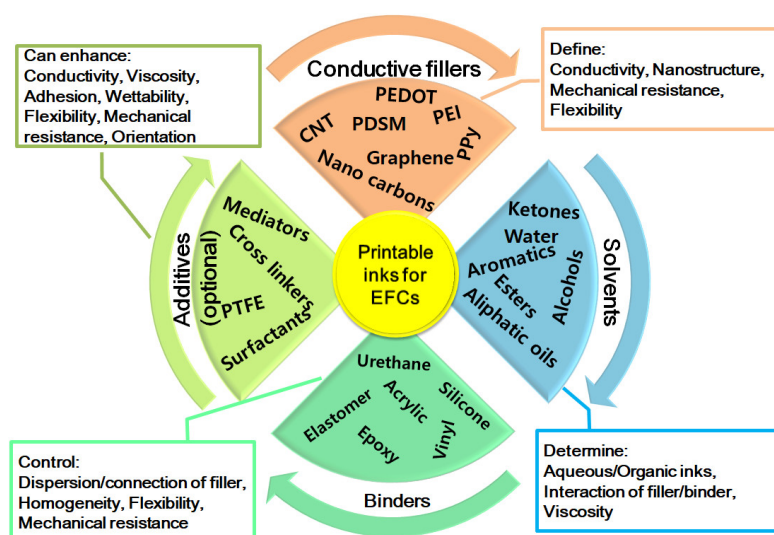 Can enhance:
Conductivity, Viscosity,
Adhesion, Wettability,
Flexibility, Mechanical
resistance, Orientation
Conductive fillers
PEDOT
CNT
PDSM
PEI
PPy
Graphene
Nano carbons
Define:
Conductivity, Nanostructure,
Mechanical resistance,
Flexibility
Additives
(optional)
Mediators
Cross linkers
PTFE
Surfactants
Printable
inks for
EFCs
Ketones
Water
Aromatics
Esters
Alcohols
Aliphatic oils
Solvents
Urethane
Elastomer
Acrylic
Silicone
Epoxy
Vinyl
Binders
Control:
Dispersion/connection of filler,
Homogeneity, Flexibility,
Mechanical resistance
Determine:
Aqueous/Organic inks,
Interaction of filler/binder,
Viscosity